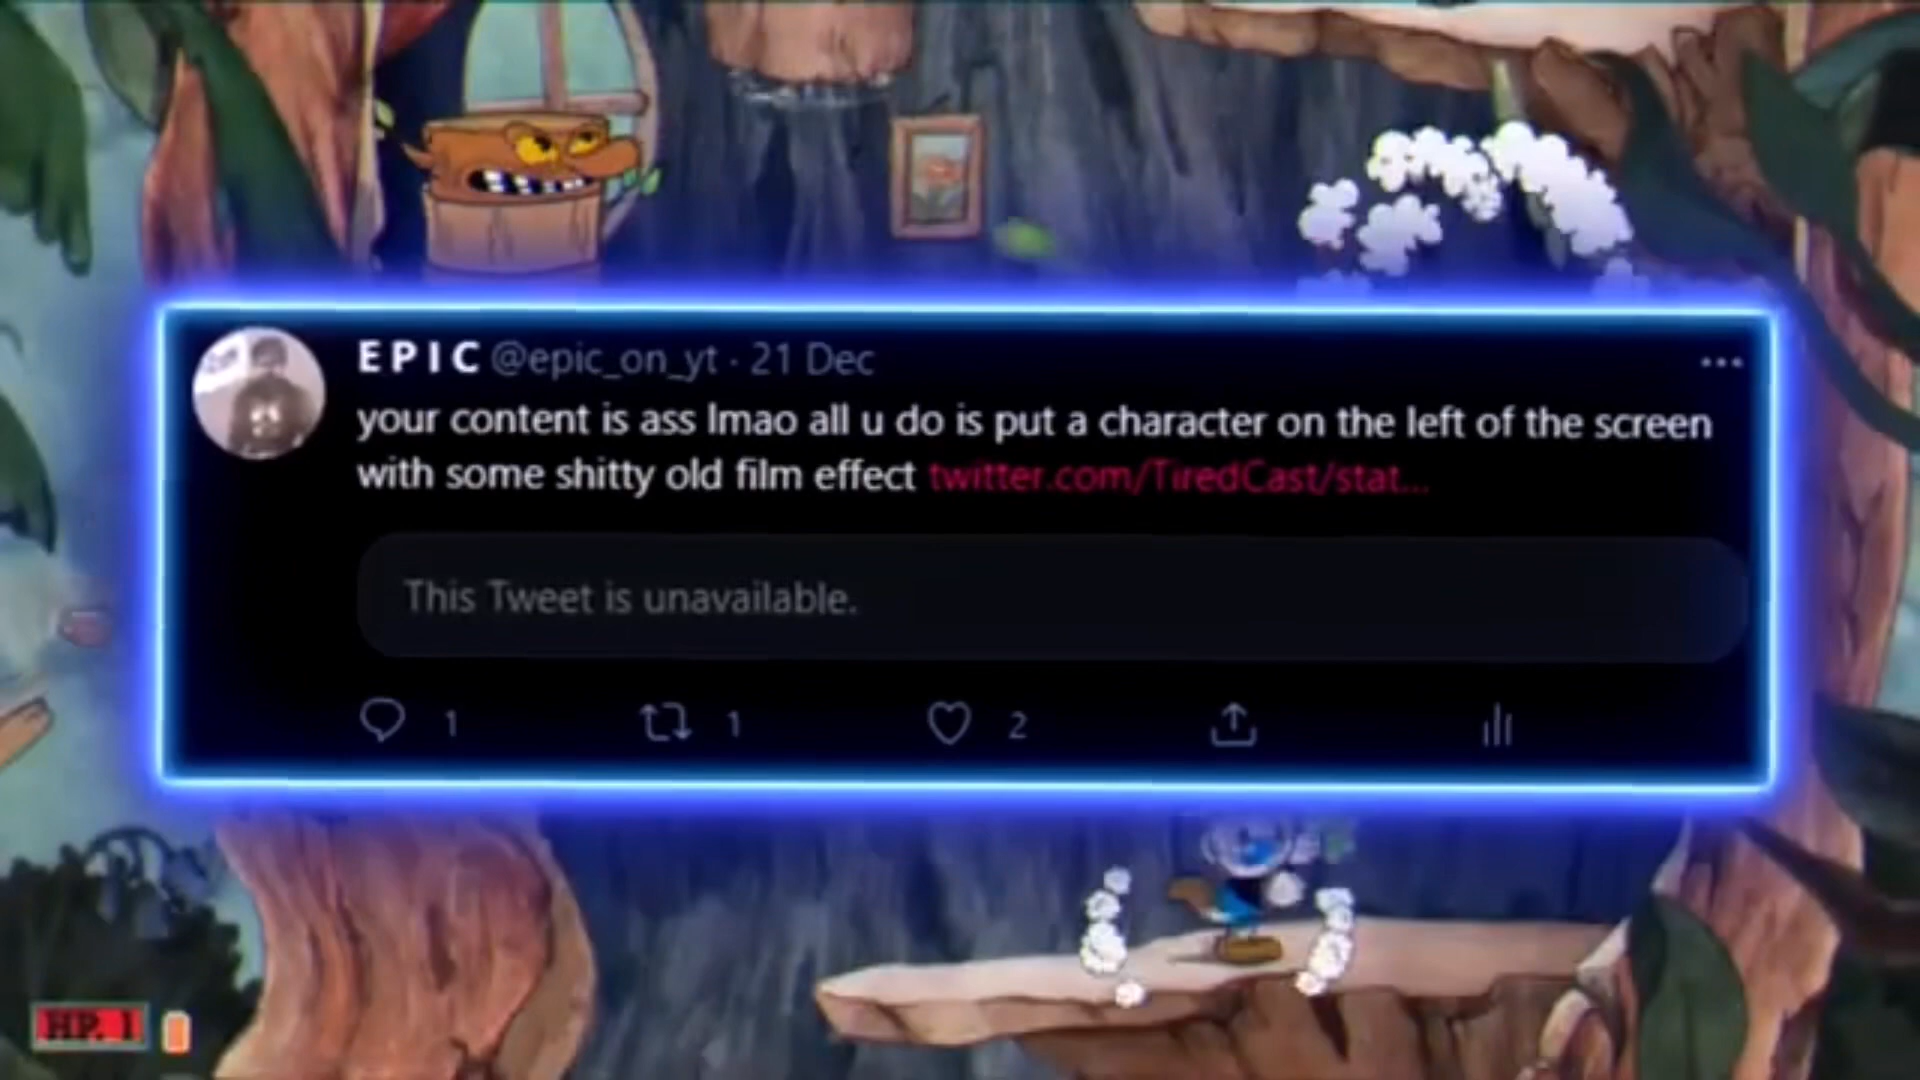 EPIC @epic_on_yt · 21 Dec
your content is ass lmao all u do is put a character on the left of the screen
with some shitty old film effect twitter.com/TiredCast/stat...
This Tweet is unavailable.
1 1 2
HP. 1